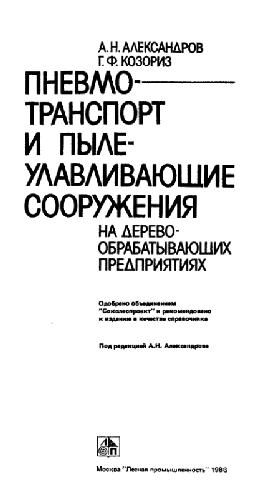 А. Н. АЛЕКСАНДРОВ
Г. Ф. КОЗОРИЗ
ПНЕВМО-
ТРАНСПОРТ
И ПЫЛЕ-
УЛАВЛИВАЮЩИЕ
СООРУЖЕНИЯ
НА ДЕРЕВО-
ОБРАБАТЫВАЮЩИХ
ПРЕДПРИЯТИЯХ
Одобрено объединением
"Союзлеспроект" и рекомендовано
к изданию в качестве справочника
Под редакцией А.Н. Александрова
Москва "Лесная промышленность" 1988